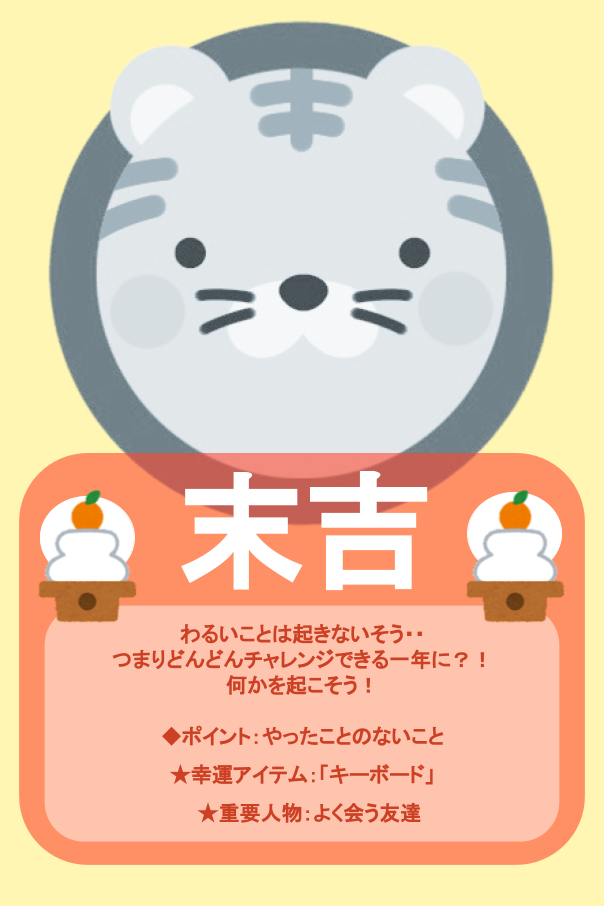 末吉
わるいことは起きないそう・・
つまりどんどんチャレンジできる一年に？！
何かを起こそう！
◆ポイント：やったことのないこと
★幸運アイテム：「キーボード」
★重要人物：よく会う友達